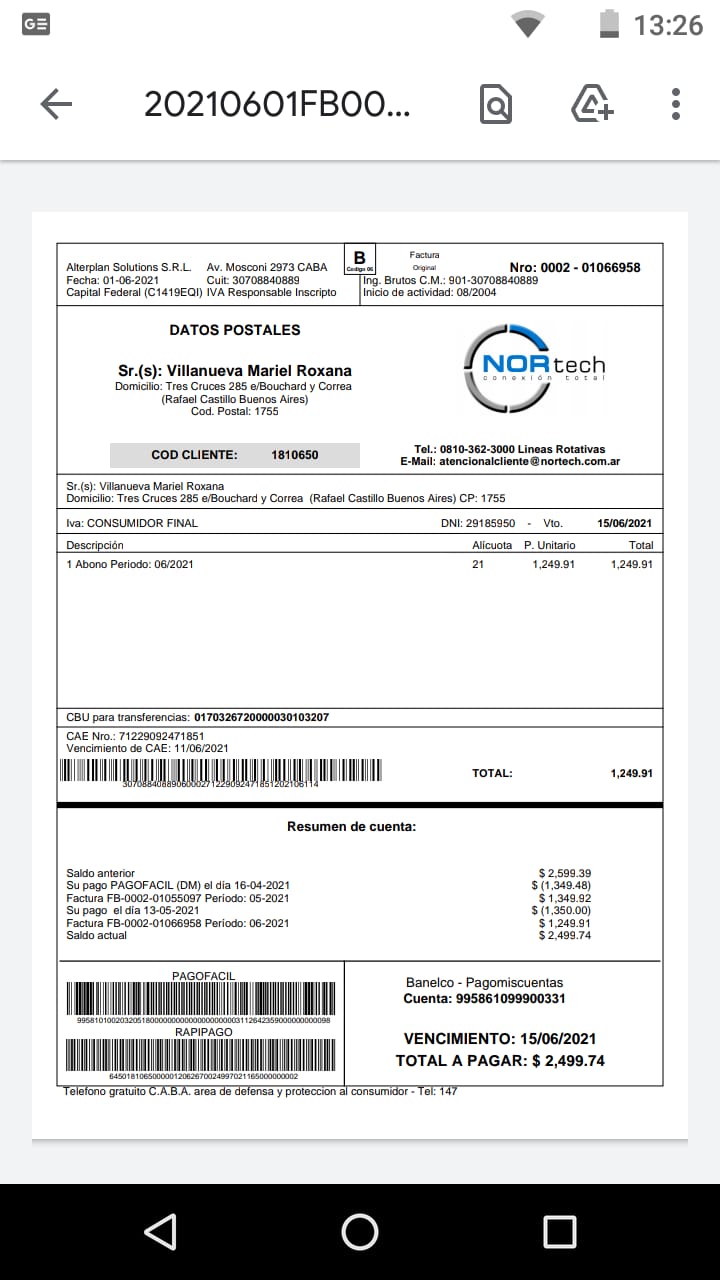 GE 13:26
20210601FB00...
Alterplan Solutions S.R.L. Av. Mosconi 2973 CABA
Fecha: 01-06-2021 Cuit: 30708840889
Capital Federal (C1419EQI) IVA Responsable Inscripto
B
Codigo 06
Factura
Original
Nro: 0002 - 01066958
Ing. Brutos C.M.: 901-30708840889
Inicio de actividad: 08/2004
DATOS POSTALES
Sr.(s): Villanueva Mariel Roxana
Domicilio: Tres Cruces 285 e/Bouchard y Correa
(Rafael Castillo Buenos Aires)
Cod. Postal: 1755
COD CLIENTE: 1810650
NORtech
conexión total
Tel.: 0810-362-3000 Lineas Rotativas
E-Mail: atencionalcliente@nortech.com.ar
Sr.(s): Villanueva Mariel Roxana
Domicilio: Tres Cruces 285 e/Bouchard y Correa (Rafael Castillo Buenos Aires) CP: 1755
Iva: CONSUMIDOR FINAL DNI: 29185950 - Vto. 15/06/2021
Descripción Alicuota P. Unitario Total
1 Abono Periodo: 06/2021 21 1,249.91 1,249.91
CBU para transferencias: 0170326720000030103207
CAE Nro.: 71229092471851
Vencimiento de CAE: 11/06/2021
TOTAL: 1,249.91
Resumen de cuenta:
Saldo anterior $ 2,599.39
Su pago PAGOFACIL (DM) el día 16-04-2021 $ (1,349.48)
Factura FB-0002-01055097 Período: 05-2021 $ 1,349.92
Su pago el día 13-05-2021 $ (1,350.00)
Factura FB-0002-01066958 Período: 06-2021 $ 1,249.91
Saldo actual $ 2,499.74
PAGOFACIL
RAPIPAGO
Banelco - Pagomiscuentas
Cuenta: 995861099900331
VENCIMIENTO: 15/06/2021
TOTAL A PAGAR: $ 2,499.74
Telefono gratuito C.A.B.A. area de defensa y proteccion al consumidor - Tel: 147